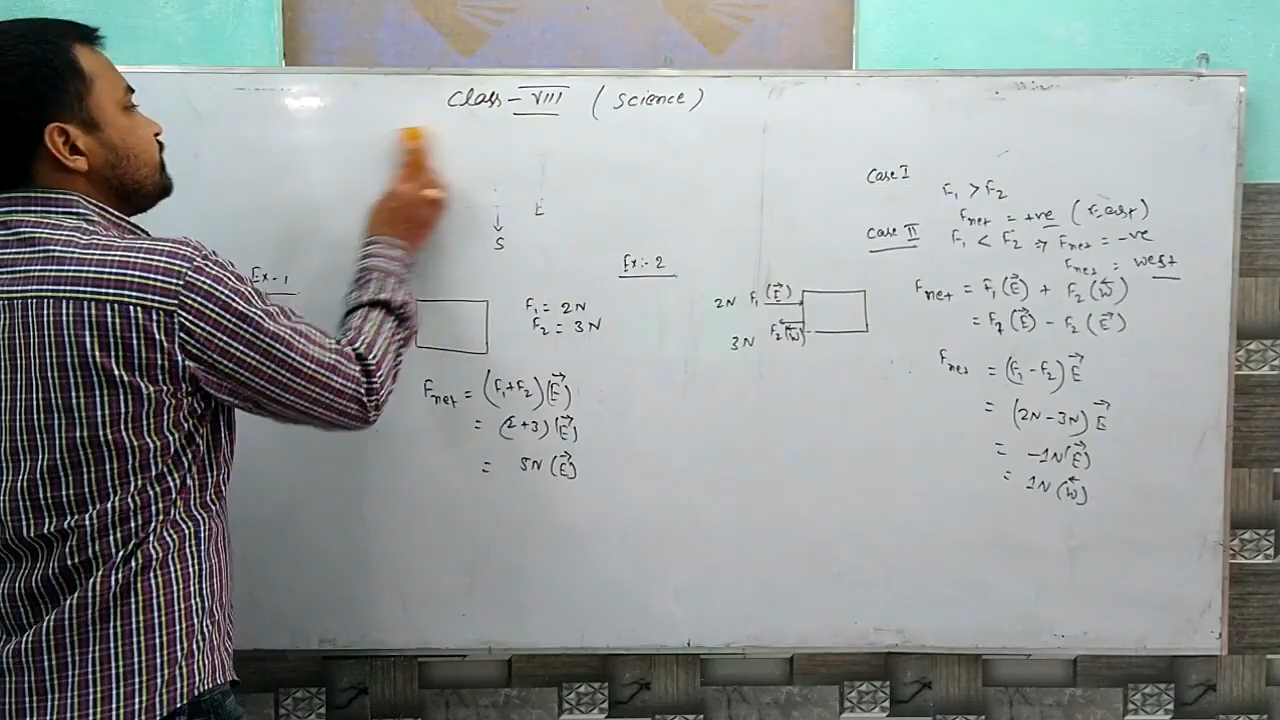 Class - VIII (Science)
S
E
Ex-1
F₁ = 2N
F₂ = 3N
Fnet = (F₁+F₂)(E⃗)
= (2+3)(E⃗)
= 5N(E⃗)
Ex:-2
2N F₁ (E⃗)
3N F₂(W⃖)
Case I
F₁ > F₂
Fnet = +ve (East)
Case II F₁ < F₂ ⇒ Fnet = -ve
Fnet = west
Fnet = F₁(E⃗) + F₂(W⃖)
= F₁(E⃗) - F₂(E⃗)
Fnet = (F₁-F₂)E⃗
= (2N-3N)E⃗
= -1N(E⃗)
= 1N(W⃖)